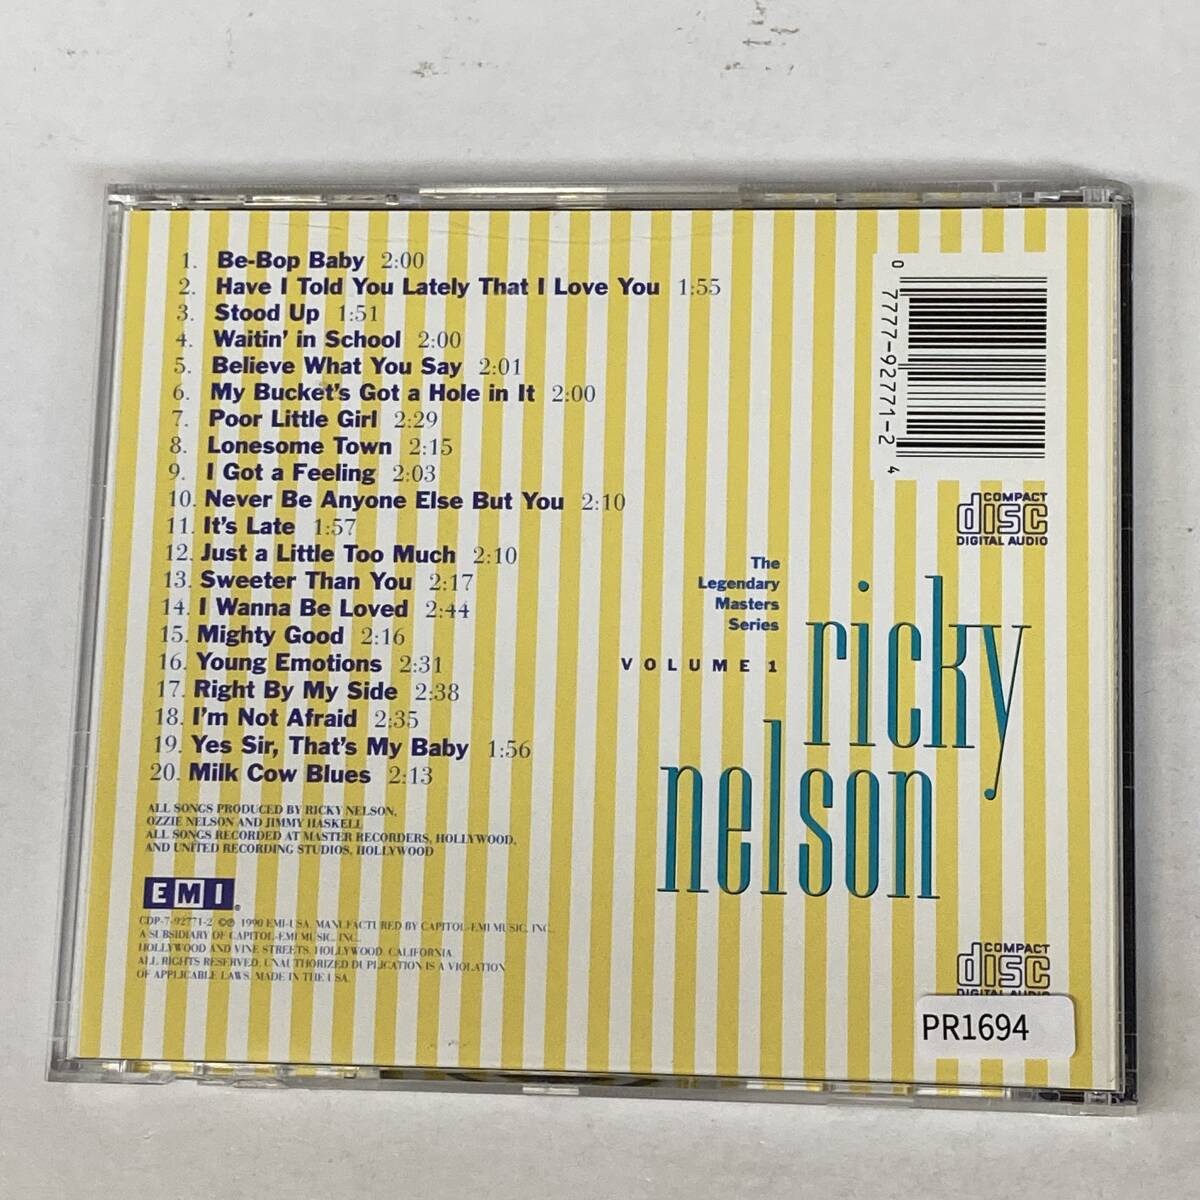 1. Be-Bop Baby 2:00
2. Have I Told You Lately That I Love You 1:55
3. Stood Up 1:51
4. Waitin' in School 2:00
5. Believe What You Say 2:01
6. My Bucket's Got a Hole in It 2:00
7. Poor Little Girl 2:29
8. Lonesome Town 2:15
9. I Got a Feeling 2:03
10. Never Be Anyone Else But You 2:10
11. It's Late 1:57
12. Just a Little Too Much 2:10
13. Sweeter Than You 2:17
14. I Wanna Be Loved 2:44
15. Mighty Good 2:16
16. Young Emotions 2:31
17. Right By My Side 2:38
18. I'm Not Afraid 2:35
19. Yes Sir, That's My Baby 1:56
20. Milk Cow Blues 2:13
ALL SONGS PRODUCED BY RICKY NELSON,
OZZIE NELSON AND JIMMY HASKELL
ALL SONGS RECORDED AT MASTER RECORDERS, HOLLYWOOD,
AND UNITED RECORDING STUDIOS, HOLLYWOOD
EMI®
CDP-7-92771-2 ©℗ 1990 EMI-USA, MANUFACTURED BY CAPITOL-EMI MUSIC, INC.,
A SUBSIDIARY OF CAPITOL-EMI MUSIC, INC.,
HOLLYWOOD AND VINE STREETS, HOLLYWOOD, CALIFORNIA
ALL RIGHTS RESERVED. UNAUTHORIZED DUPLICATION IS A VIOLATION
OF APPLICABLE LAWS. MADE IN THE USA.
0 7777-92771-2 4
COMPACT
disc
DIGITAL AUDIO
The
Legendary
Masters
Series
VOLUME 1
ricky
nelson
COMPACT
disc
DIGITAL AUDIO
PR1694